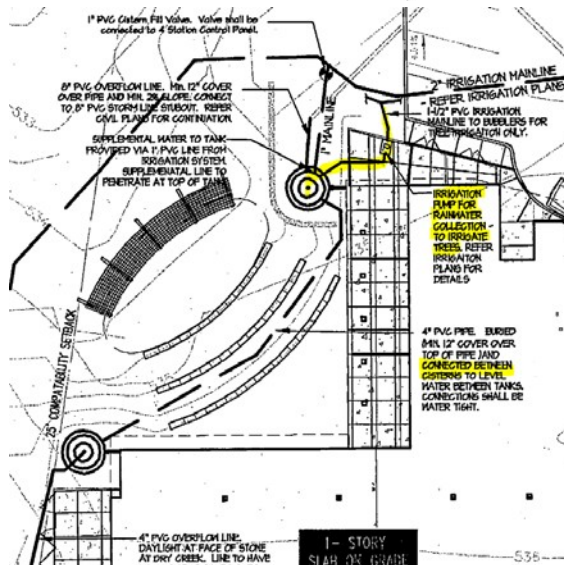 1" PVC Cistern Fill Valve. Valve shall be
connected to 4 Station Control Panel.
8" PVC OVERFLOW LINE. MIN. 12" COVER
OVER PIPE AND MIN. 2% SLOPE. CONNECT
TO 8" PVC STORM LINE STUBOUT. REFER
CIVIL PLANS FOR CONTINUATION
SUPPLEMENTAL WATER TO TANK
PROVIDED VIA 1" PVC LINE FROM
IRRIGATION SYSTEM.
SUPPLEMENTAL LINE TO
PENETRATE AT TOP OF TANK
1" MAINLINE
2" IRRIGATION MAINLINE
- REFER IRRIGATION PLANS
1-1/2" PVC IRRIGATION
MAINLINE TO BUBBLERS FOR
TREE IRRIGATION ONLY.
IRRIGATION
PUMP FOR
RAINWATER
COLLECTION -
TO IRRIGATE
TREES. REFER
IRRIGATION
PLANS FOR
DETAILS
25' COMPATABILITY SETBACK
4" PVC PIPE. BURIED
(MIN. 12" COVER OVER
TOP OF PIPE) AND
CONNECTED BETWEEN
CISTERNS TO LEVEL
WATER BETWEEN TANKS.
CONNECTIONS SHALL BE
WATER TIGHT.
4" PVC OVERFLOW LINE.
DAYLIGHT AT FACE OF STONE
AT DRY CREEK. LINE TO HAVE
1- STORY
SLAB ON GRADE
535